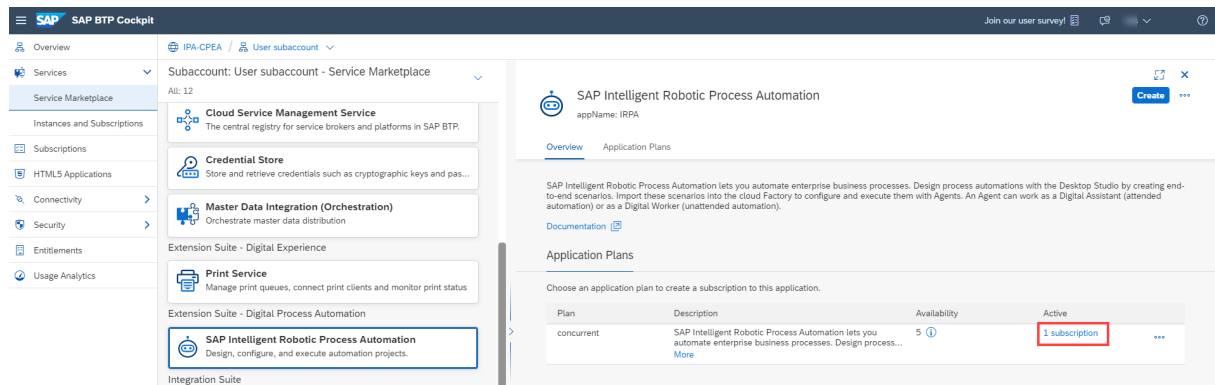 SAP SAP BTP Cockpit
Join our user survey!
Overview
Services
Service Marketplace
Instances and Subscriptions
Subscriptions
HTML5 Applications
Connectivity
Security
Entitlements
Usage Analytics
IPA-CPEA / User subaccount
Subaccount: User subaccount - Service Marketplace
All: 12
Cloud Service Management Service
The central registry for service brokers and platforms in SAP BTP.
Credential Store
Store and retrieve credentials such as cryptographic keys and pas...
Master Data Integration (Orchestration)
Orchestrate master data distribution
Extension Suite - Digital Experience
Print Service
Manage print queues, connect print clients and monitor print status
Extension Suite - Digital Process Automation
SAP Intelligent Robotic Process Automation
Design, configure, and execute automation projects.
Integration Suite
SAP Intelligent Robotic Process Automation
appName: IRPA
Create
Overview Application Plans
SAP Intelligent Robotic Process Automation lets you automate enterprise business processes. Design process automations with the Desktop Studio by creating end-
to-end scenarios. Import these scenarios into the cloud Factory to configure and execute them with Agents. An Agent can work as a Digital Assistant (attended
automation) or as a Digital Worker (unattended automation).
Documentation
Application Plans
Choose an application plan to create a subscription to this application.
Plan Description Availability Active
concurrent SAP Intelligent Robotic Process Automation lets you 5 1 subscription
automate enterprise business processes. Design process...
More